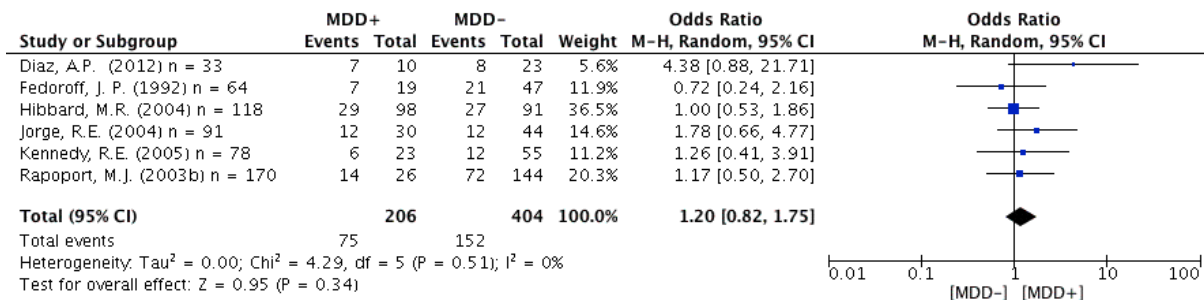 MDD+ MDD- Odds Ratio Odds Ratio
Study or Subgroup Events Total Events Total Weight M-H, Random, 95% CI M-H, Random, 95% CI
Diaz, A.P. (2012) n = 33 7 10 8 23 5.6% 4.38 [0.88, 21.71]
Fedoroff, J. P. (1992) n = 64 7 19 21 47 11.9% 0.72 [0.24, 2.16]
Hibbard, M.R. (2004) n = 118 29 98 27 91 36.5% 1.00 [0.53, 1.86]
Jorge, R.E. (2004) n = 91 12 30 12 44 14.6% 1.78 [0.66, 4.77]
Kennedy, R.E. (2005) n = 78 6 23 12 55 11.2% 1.26 [0.41, 3.91]
Rapoport, M.J. (2003b) n = 170 14 26 72 144 20.3% 1.17 [0.50, 2.70]
Total (95% CI) 206 404 100.0% 1.20 [0.82, 1.75]
Total events 75 152
Heterogeneity: Tau² = 0.00; Chi² = 4.29, df = 5 (P = 0.51); I² = 0%
Test for overall effect: Z = 0.95 (P = 0.34)
0.01 0.1 1 10 100
[MDD-] [MDD+]